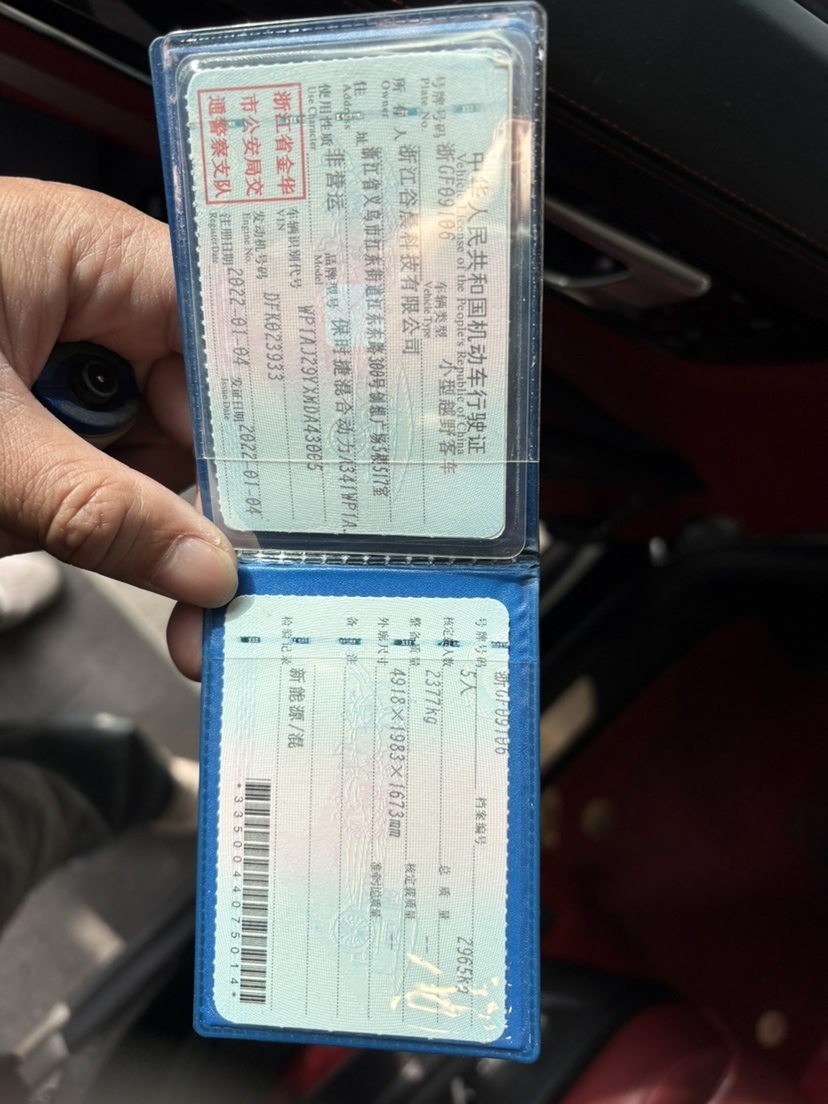 中华人民共和国机动车行驶证
Vehicle License of the People's Republic of China
号牌号码 浙GF09106 车辆类型 小型越野客车
Plate No. Vehicle Type
所有人 浙江谷晨科技有限公司
Owner
住址 浙江省义乌市江东街道江东东路300号创意广场5楼517室
Address
使用性质 非营运 品牌型号 保时捷混合动力
Use Character Model
浙江省金华
市公安局交
通警察支队
车辆识别代号 WP1AJ29YXMDA43005
VIN
发动机号码 DFK023933
Engine No.
注册日期 2022-01-04 发证日期 2022-01-04
Register Date Issue Date
号牌号码 浙GF09106 档案编号
核定载人数 5人 总质量 2965kg
整备质量 2377kg 核定载质量 --
外廓尺寸 4918×1983×1673mm 准牵引总质量 --
备注
检验记录 新能源/混
*3350044075014*